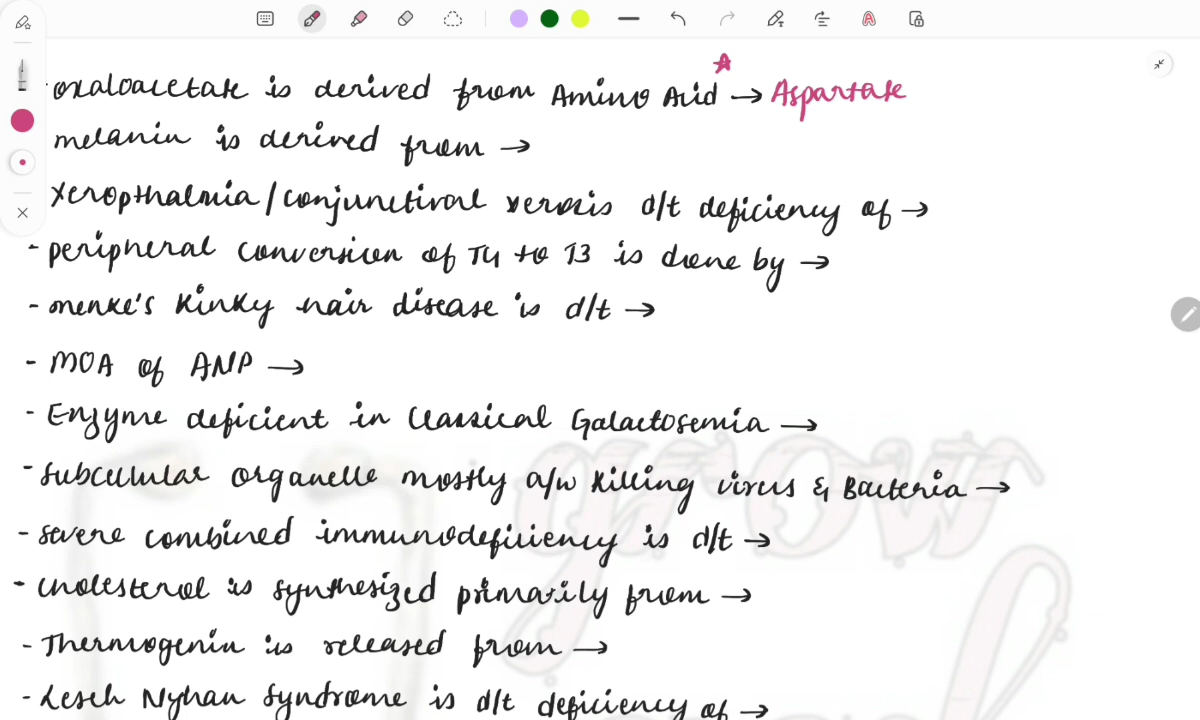 oxaloacetate is derived from Amino Acid → Aspartate
melanin is derived from →
Xeropthalmia/conjunctival xerosis d/t deficiency of →
- peripheral conversion of T4 to T3 is done by →
- menke's kinky hair disease is d/t →
- MOA of ANP →
- Enzyme deficient in Classical Galactosemia →
- subcellular organelle mostly a/w killing virus & Bacteria →
- severe combined immunodeficiency is d/t →
- cholesterol is synthesized primarily from →
- Thermogenin is released from →
- Lesch Nyhan syndrome is d/t deficiency of →
grow